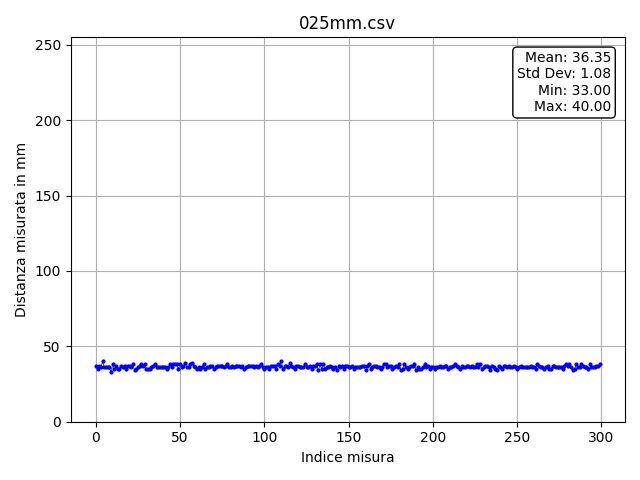 025mm.csv
Mean: 36.35
Std Dev: 1.08
Min: 33.00
Max: 40.00
Distanza misurata in mm
250
200
150
100
50
0
0 50 100 150 200 250 300
Indice misura